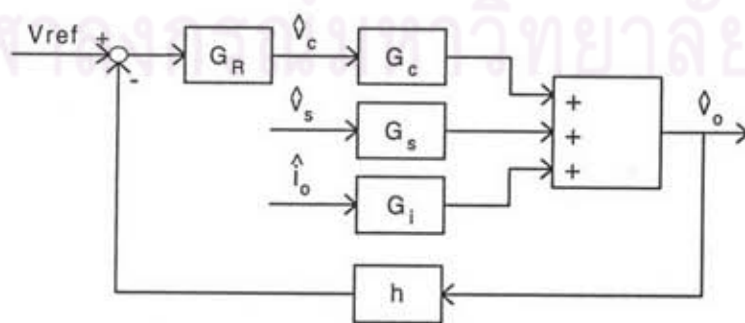 Vref + G_R v̂_c G_c
-
v̂_s G_s
î_o G_i
+
+
+
v̂_o
h